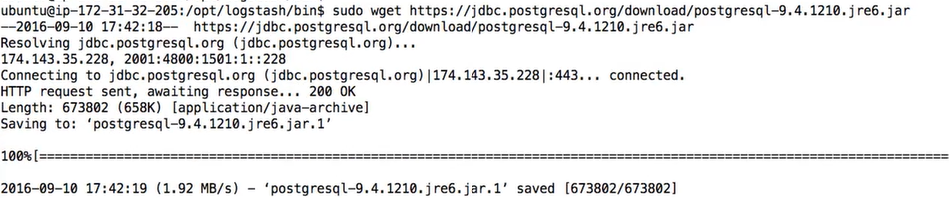 ubuntu@ip-172-31-32-205:/opt/logstash/bin$ sudo wget https://jdbc.postgresql.org/download/postgresql-9.4.1210.jre6.jar
--2016-09-10 17:42:18-- https://jdbc.postgresql.org/download/postgresql-9.4.1210.jre6.jar
Resolving jdbc.postgresql.org (jdbc.postgresql.org)...
174.143.35.228, 2001:4800:1501:1::228
Connecting to jdbc.postgresql.org (jdbc.postgresql.org)|174.143.35.228|:443... connected.
HTTP request sent, awaiting response... 200 OK
Length: 673802 (658K) [application/java-archive]
Saving to: ‘postgresql-9.4.1210.jre6.jar.1’
100%[======================================================================================================================
2016-09-10 17:42:19 (1.92 MB/s) - ‘postgresql-9.4.1210.jre6.jar.1’ saved [673802/673802]